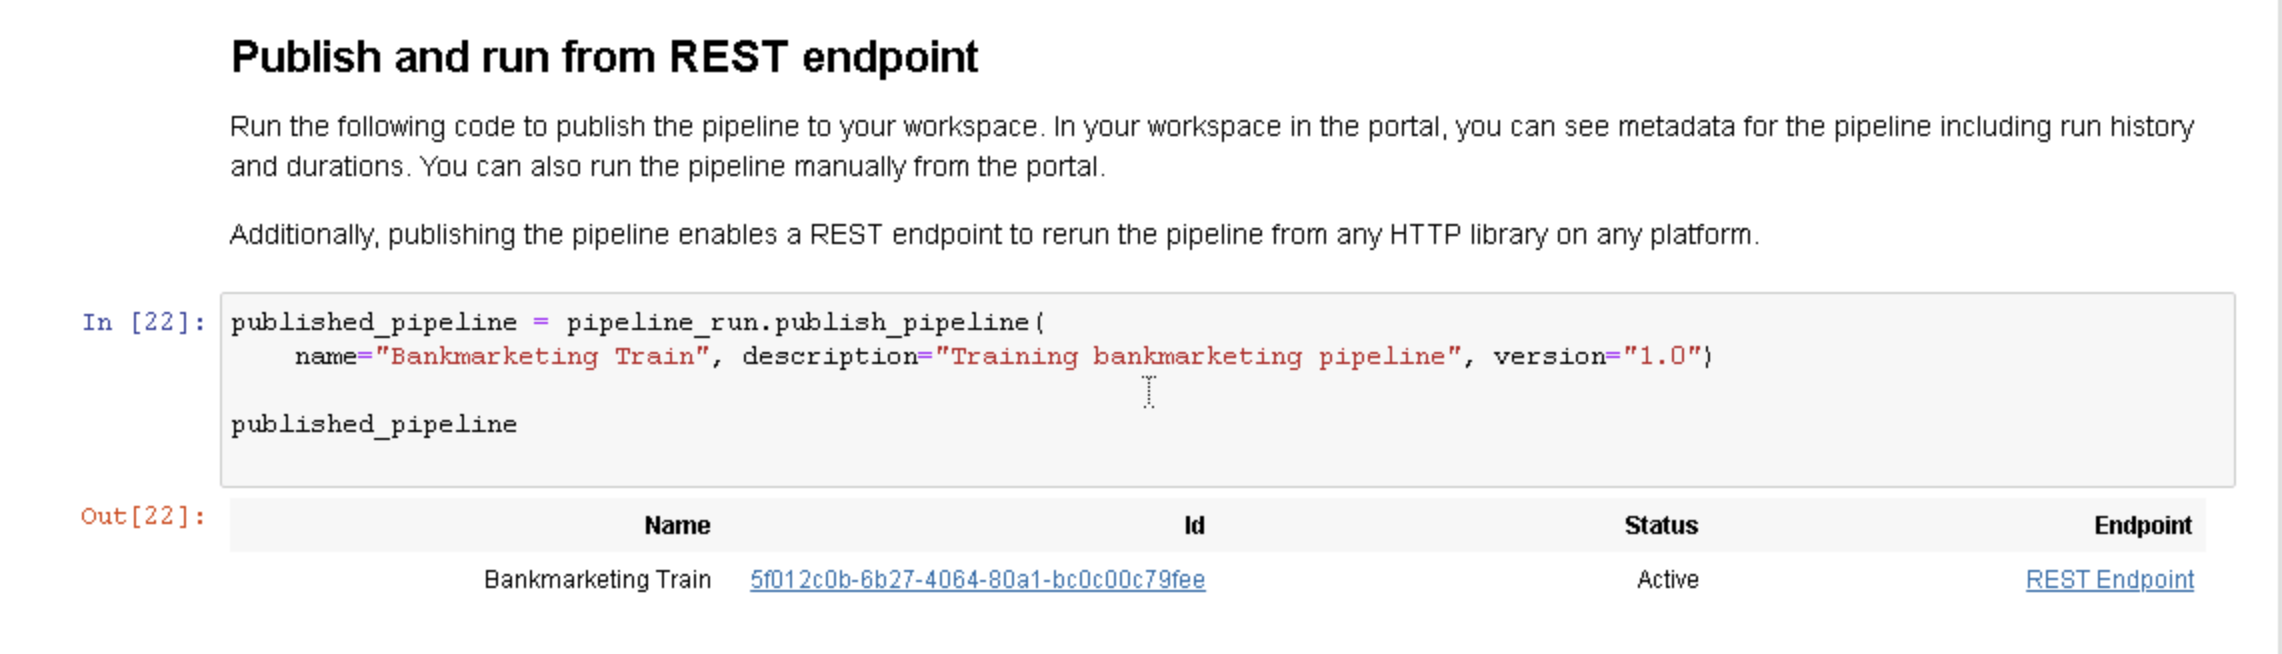 Publish and run from REST endpoint
Run the following code to publish the pipeline to your workspace. In your workspace in the portal, you can see metadata for the pipeline including run history
and durations. You can also run the pipeline manually from the portal.
Additionally, publishing the pipeline enables a REST endpoint to rerun the pipeline from any HTTP library on any platform.
In [22]: published_pipeline = pipeline_run.publish_pipeline(
    name="Bankmarketing Train", description="Training bankmarketing pipeline", version="1.0")
published_pipeline
Out[22]: Name Id Status Endpoint
Bankmarketing Train 5f012c0b-6b27-4064-80a1-bc0c00c79fee Active REST Endpoint